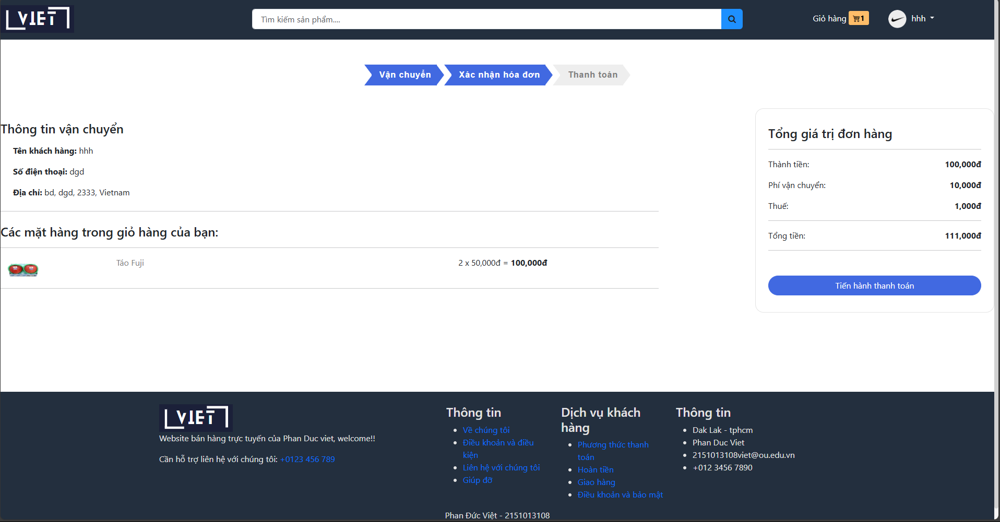 VIET
Tìm kiếm sản phẩm....
Giỏ hàng 1
hhh
Vận chuyển
Xác nhận hóa đơn
Thanh toán
Thông tin vận chuyển
Tên khách hàng: hhh
Số điện thoại: dgd
Địa chỉ: bd, dgd, 2333, Vietnam
Các mặt hàng trong giỏ hàng của bạn:
Táo Fuji
2 x 50,000đ = 100,000đ
Tổng giá trị đơn hàng
Thành tiền: 100,000đ
Phí vận chuyển: 10,000đ
Thuế: 1,000đ
Tổng tiền: 111,000đ
Tiến hành thanh toán
VIET
Website bán hàng trực tuyến của Phan Duc viet, welcome!!
Cần hỗ trợ liên hệ với chúng tôi: +0123 456 789
Thông tin
Về chúng tôi
Điều khoản và điều
kiện
Liên hệ với chúng tôi
Giúp đỡ
Dịch vụ khách
hàng
Phương thức thanh
toán
Hoàn tiền
Giao hàng
Điều khoản và bảo mật
Thông tin
Dak Lak - tphcm
Phan Duc Viet
2151013108viet@ou.edu.vn
+012 3456 7890
Phan Đức Việt - 2151013108